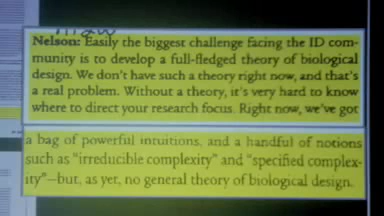 Nelson: Easily the biggest challenge facing the ID com-
munity is to develop a full-fledged theory of biological
design. We don't have such a theory right now, and that's
a real problem. Without a theory, it's very hard to know
where to direct your research focus. Right now, we've got
a bag of powerful intuitions, and a handful of notions
such as "irreducible complexity" and "specified complex-
ity"—but, as yet, no general theory of biological design.